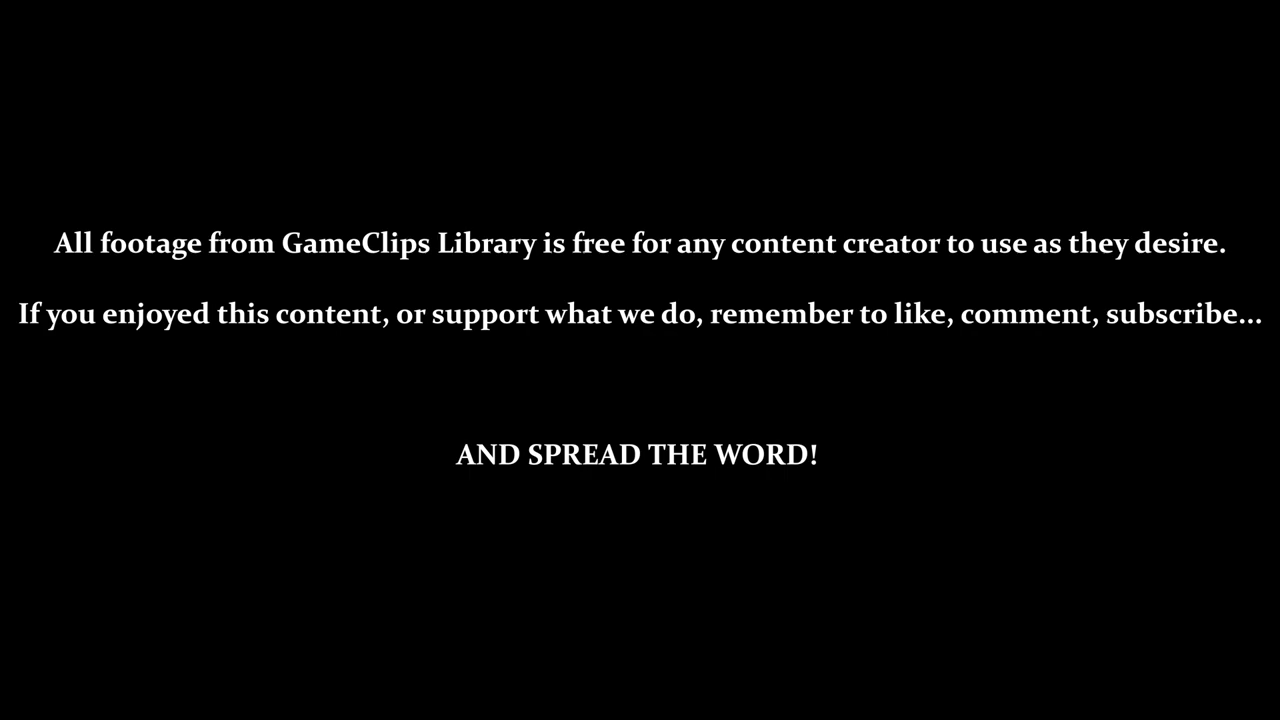 All footage from GameClips Library is free for any content creator to use as they desire.
If you enjoyed this content, or support what we do, remember to like, comment, subscribe...
AND SPREAD THE WORD!